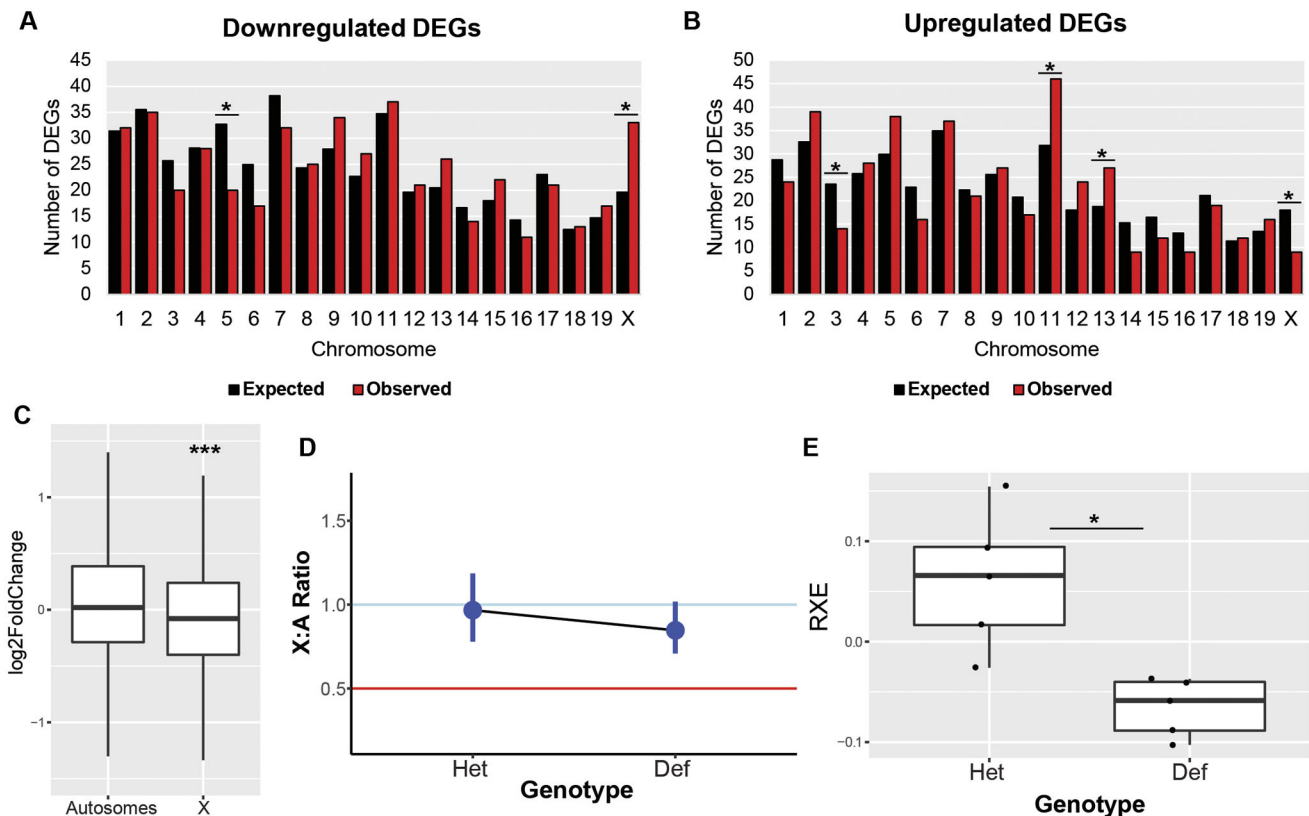 A
Downregulated DEGs
Number of DEGs
45
40
35
30
25
20
15
10
5
0
*
*
1 2 3 4 5 6 7 8 9 10 11 12 13 14 15 16 17 18 19 X
Chromosome
Expected Observed
B
Upregulated DEGs
Number of DEGs
50
45
40
35
30
25
20
15
10
5
0
*
*
*
*
1 2 3 4 5 6 7 8 9 10 11 12 13 14 15 16 17 18 19 X
Chromosome
Expected Observed
C
log2FoldChange
1
0
−1
***
Autosomes X
D
X:A Ratio
1.5
1.0
0.5
Het Def
Genotype
E
RXE
0.1
0.0
−0.1
*
Het Def
Genotype